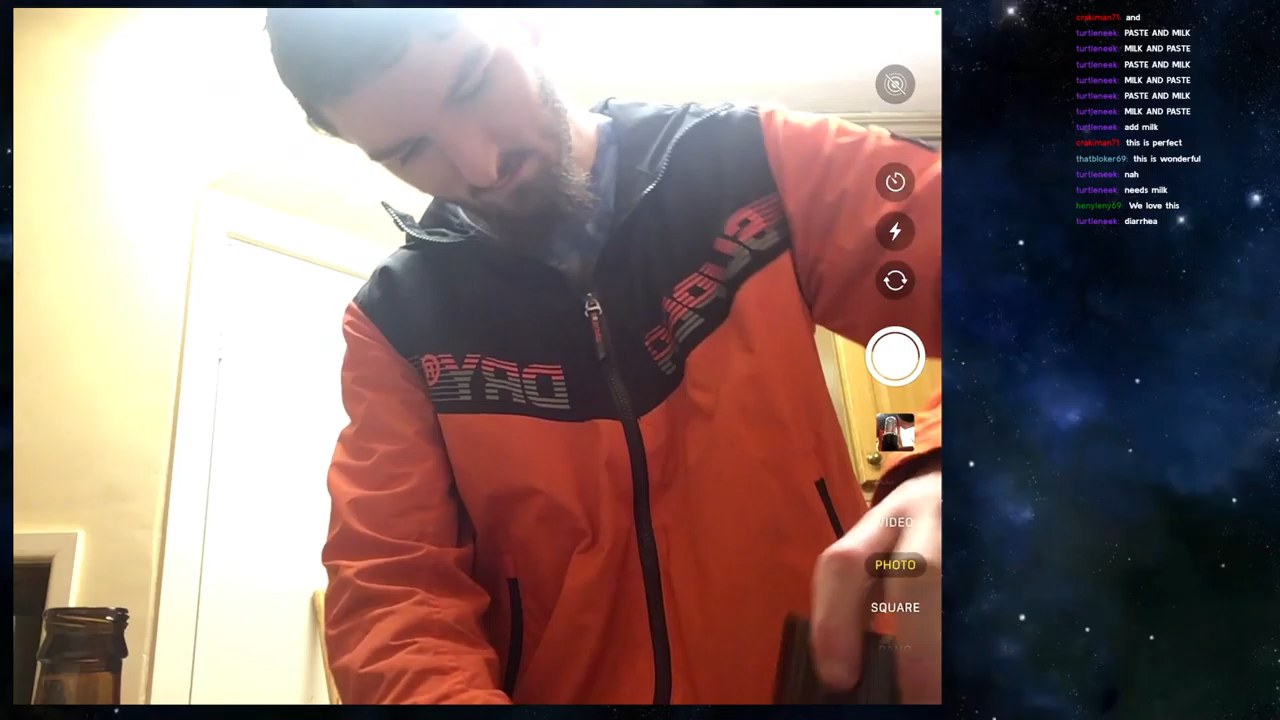 crakiman71: and
turtleneek: PASTE AND MILK
turtleneek: MILK AND PASTE
turtleneek: PASTE AND MILK
turtleneek: MILK AND PASTE
turtleneek: PASTE AND MILK
turtleneek: MILK AND PASTE
turtleneek: add milk
crakiman71: this is perfect
thatbloker69: this is wonderful
turtleneek: nah
turtleneek: needs milk
henyleny69: We love this
turtleneek: diarrhea
VIDEO
PHOTO
SQUARE